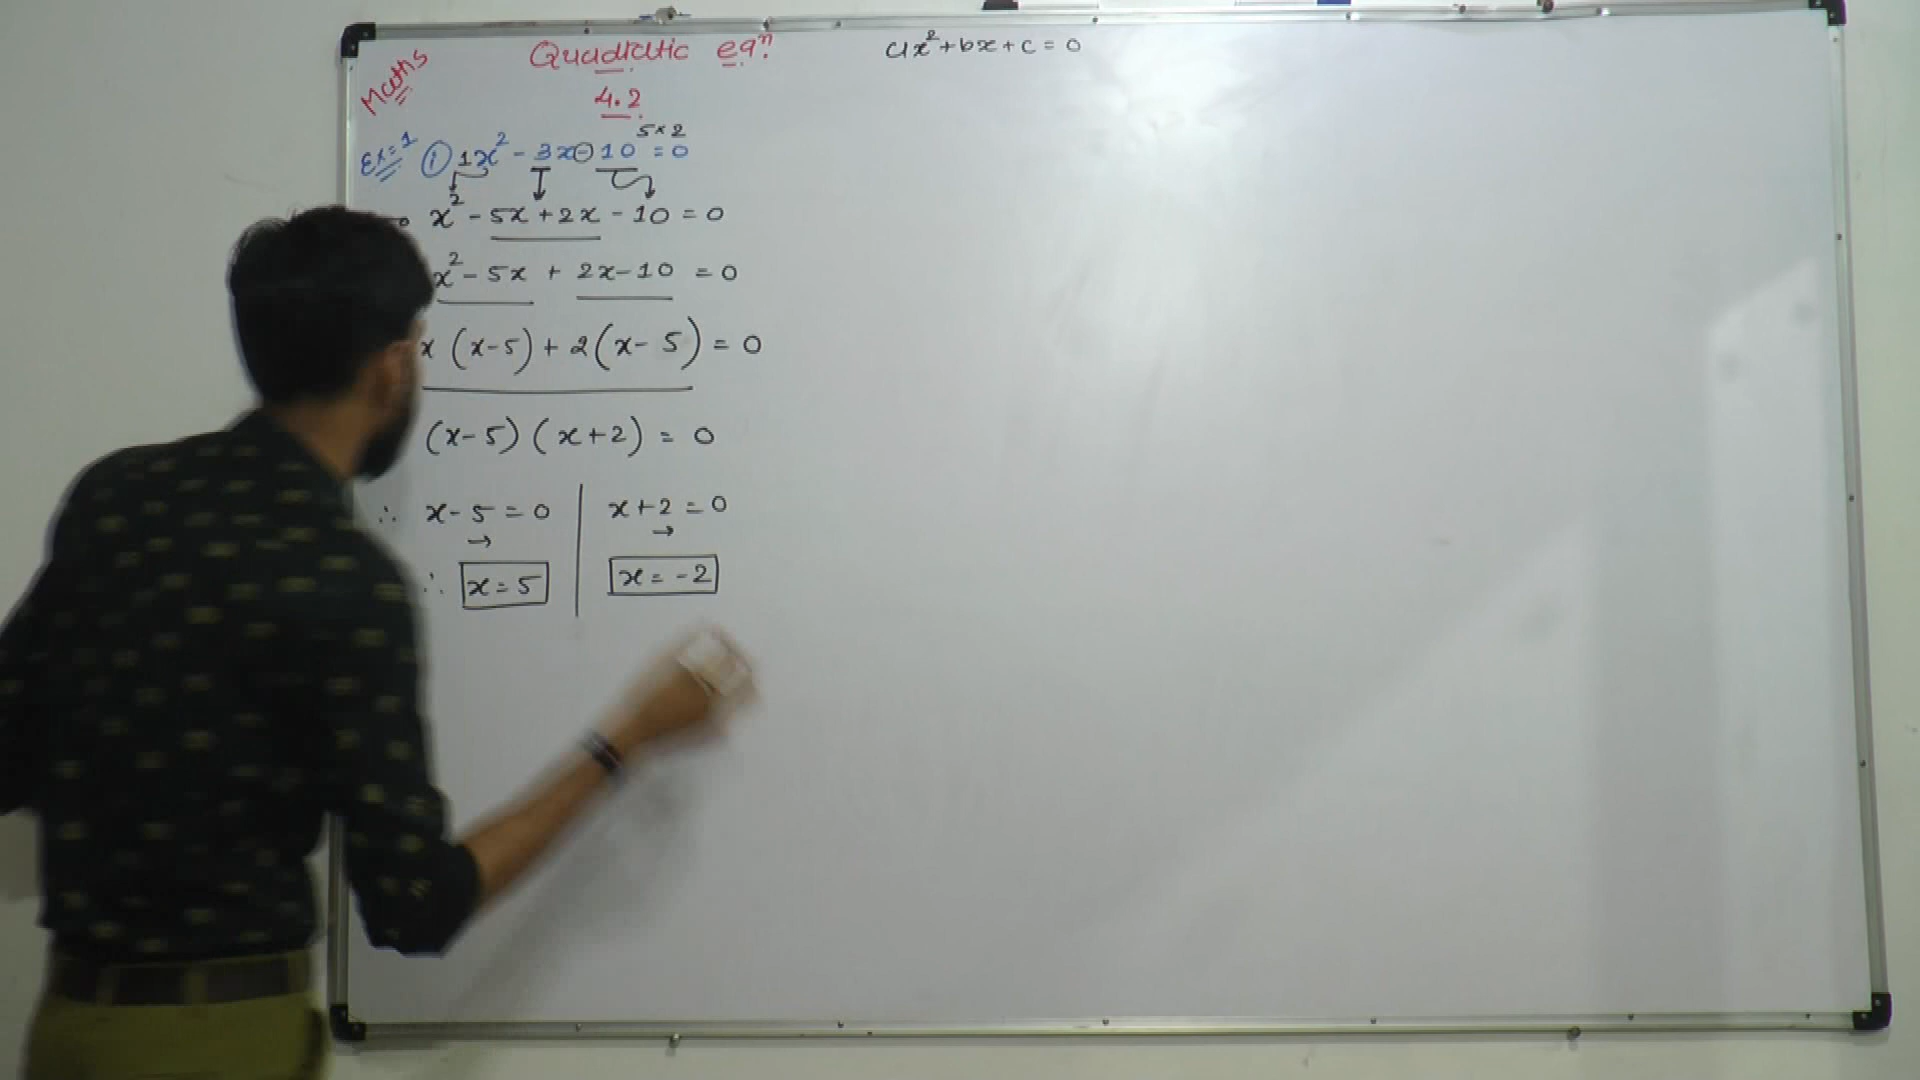 Maths
Quadratic eqⁿ.
ax² + bx + c = 0
4.2
5 × 2
Ex = 1 ① 1x² - 3x - 10 = 0
x² - 5x + 2x - 10 = 0
x² - 5x + 2x - 10 = 0
x (x - 5) + 2 (x - 5) = 0
(x - 5) (x + 2) = 0
∴ x - 5 = 0 | x + 2 = 0
→ →
∴ x = 5 | x = -2